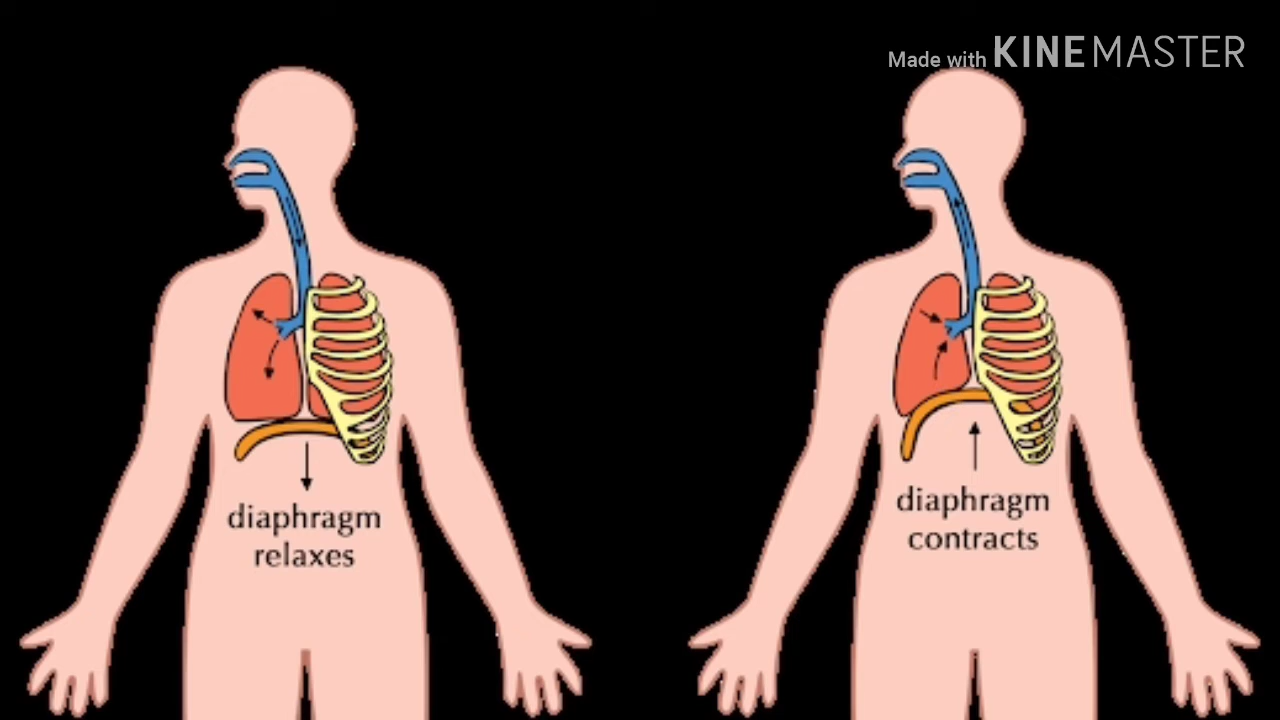 Made with KINEMASTER
diaphragm
relaxes
diaphragm
contracts